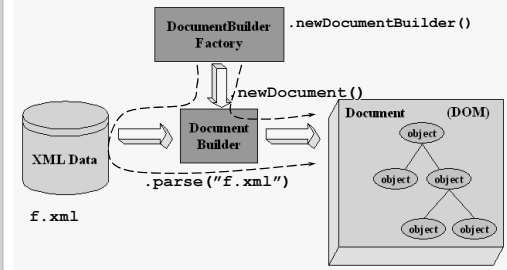 DocumentBuilder
Factory
.newDocumentBuilder()
.newDocument()
Document
Builder
XML Data
f.xml
.parse(”f.xml”)
Document (DOM)
object
object object
object object